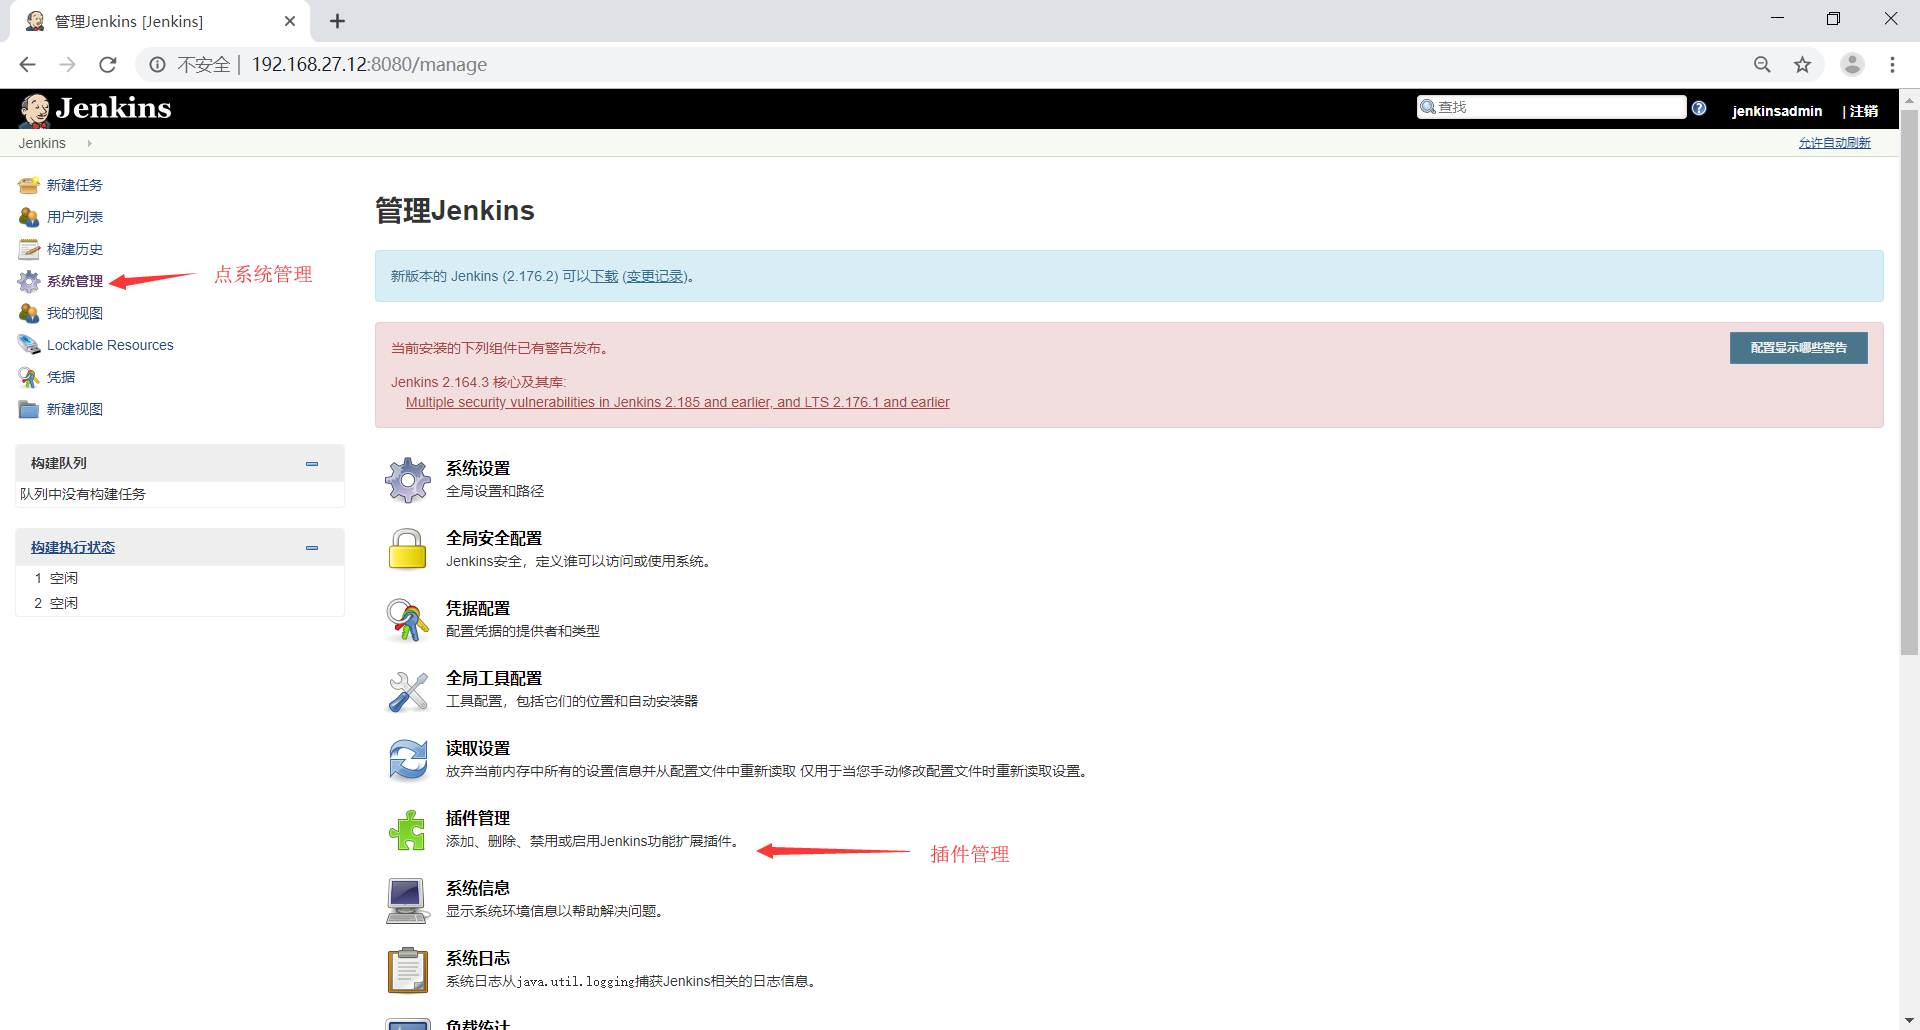 管理Jenkins [Jenkins]
不安全 | 192.168.27.12:8080/manage
Jenkins
查找
jenkinsadmin
| 注销
Jenkins
允许自动刷新
新建任务
用户列表
构建历史
系统管理
点系统管理
我的视图
Lockable Resources
凭据
新建视图
构建队列
队列中没有构建任务
构建执行状态
1 空闲
2 空闲
管理Jenkins
新版本的 Jenkins (2.176.2) 可以下载 (变更记录)。
当前安装的下列组件已有警告发布。
配置显示哪些警告
Jenkins 2.164.3 核心及其库:
Multiple security vulnerabilities in Jenkins 2.185 and earlier, and LTS 2.176.1 and earlier
系统设置
全局设置和路径
全局安全配置
Jenkins安全，定义谁可以访问或使用系统。
凭据配置
配置凭据的提供者和类型
全局工具配置
工具配置，包括它们的位置和自动安装器
读取设置
放弃当前内存中所有的设置信息并从配置文件中重新读取 仅用于当您手动修改配置文件时重新读取设置。
插件管理
添加、删除、禁用或启用Jenkins功能扩展插件。
插件管理
系统信息
显示系统环境信息以帮助解决问题。
系统日志
系统日志从java.util.logging捕获Jenkins相关的日志信息。
负载统计